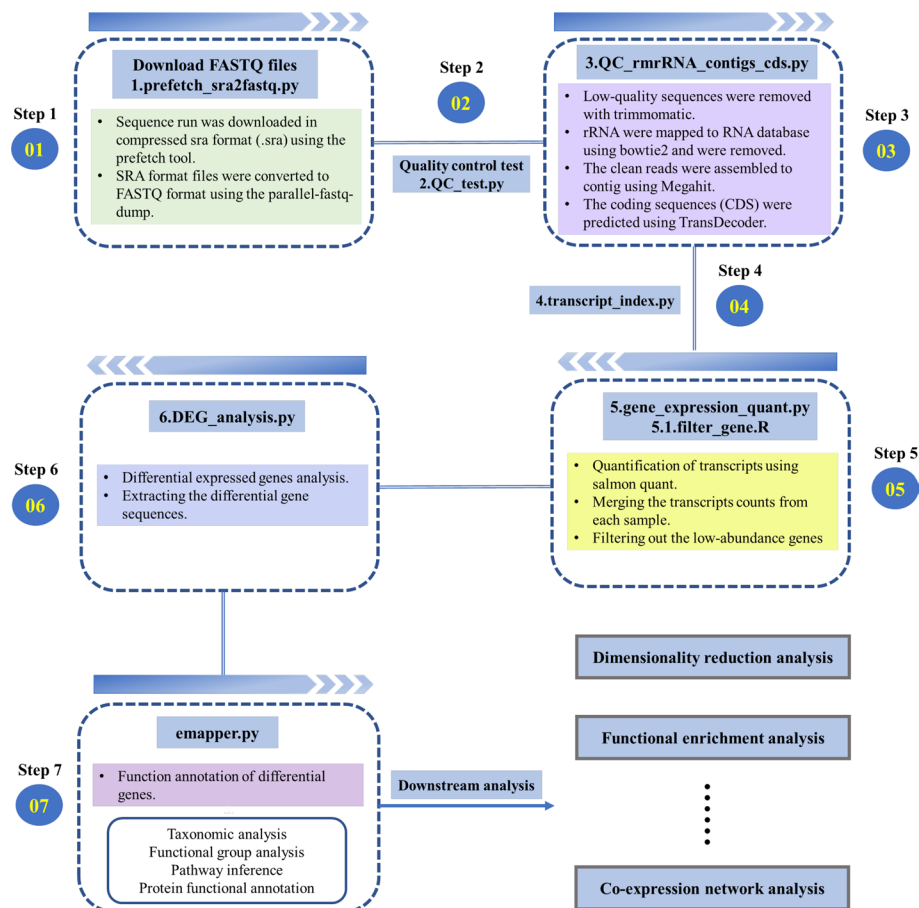 Step 1
01
Download FASTQ files
1.prefetch_sra2fastq.py
• Sequence run was downloaded in
compressed sra format (.sra) using the
prefetch tool.
• SRA format files were converted to
FASTQ format using the parallel-fastq-
dump.
Step 2
02
Quality control test
2.QC_test.py
3.QC_rmrRNA_contigs_cds.py
• Low-quality sequences were removed
with trimmomatic.
• rRNA were mapped to RNA database
using bowtie2 and were removed.
• The clean reads were assembled to
contig using Megahit.
• The coding sequences (CDS) were
predicted using TransDecoder.
Step 3
03
Step 4
04
4.transcript_index.py
5.gene_expression_quant.py
5.1.filter_gene.R
• Quantification of transcripts using
salmon quant.
• Merging the transcripts counts from
each sample.
• Filtering out the low-abundance genes
Step 5
05
6.DEG_analysis.py
• Differential expressed genes analysis.
• Extracting the differential gene
sequences.
Step 6
06
Step 7
07
emapper.py
• Function annotation of differential
genes.
...
Taxonomic analysis
Functional group analysis
Pathway inference
Protein functional annotation
Downstream analysis
Dimensionality reduction analysis
Functional enrichment analysis
Co-expression network analysis